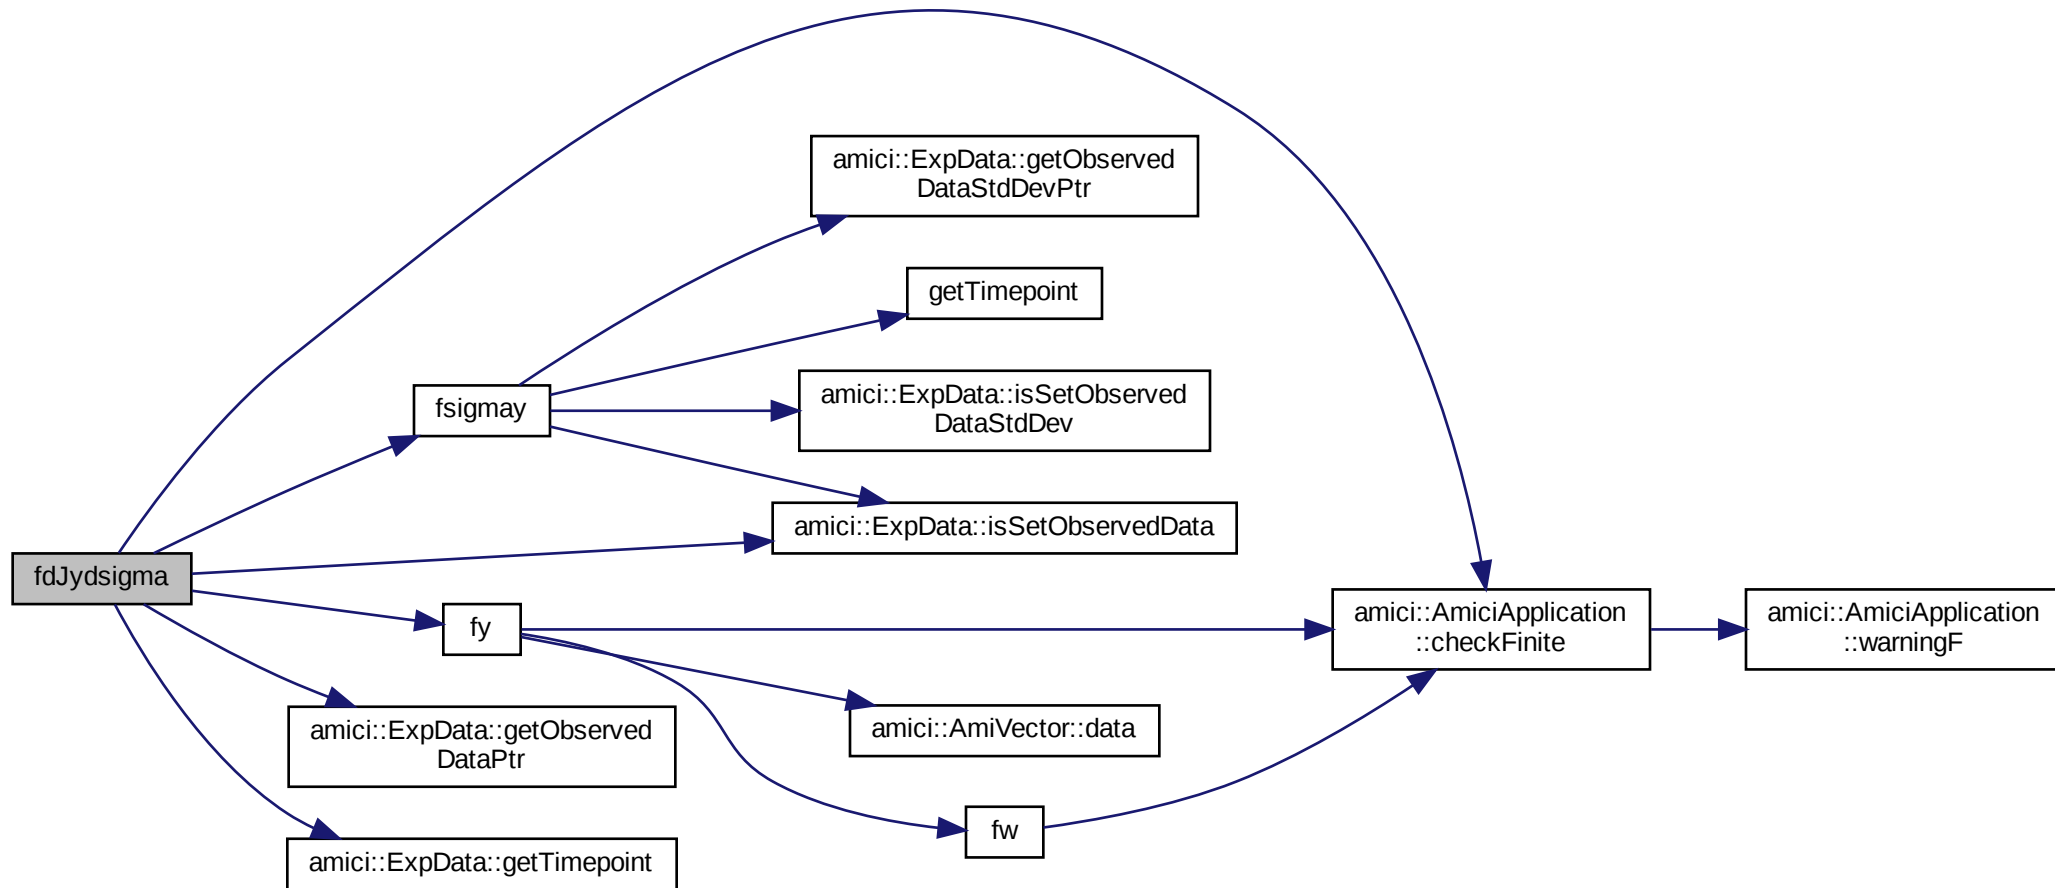 amici::ExpData::getObserved
DataStdDevPtr
getTimepoint
amici::ExpData::isSetObserved
DataStdDev
fsigmay
amici::ExpData::isSetObservedData
fdJydsigma
fy
amici::AmiciApplication
::checkFinite
amici::AmiciApplication
::warningF
amici::ExpData::getObserved
DataPtr
amici::AmiVector::data
fw
amici::ExpData::getTimepoint